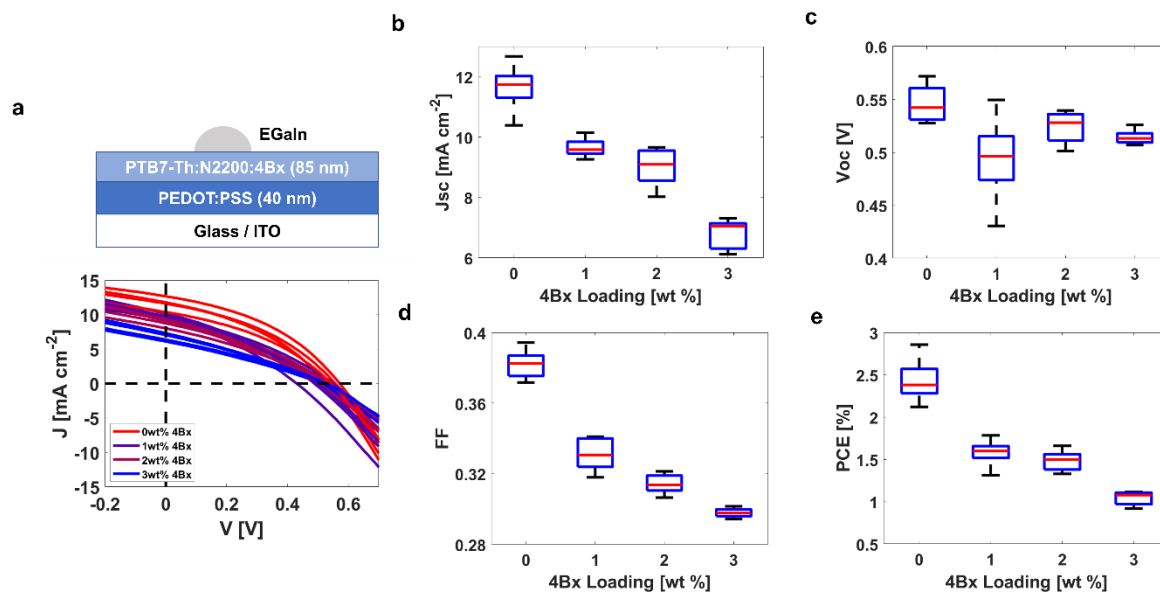 a
EGaIn
PTB7-Th:N2200:4Bx (85 nm)
PEDOT:PSS (40 nm)
Glass / ITO
15
10
5
0
-5
-10
-15
J [mA cm-2]
0wt% 4Bx
1wt% 4Bx
2wt% 4Bx
3wt% 4Bx
-0.2
0
0.2
0.4
0.6
V [V]
b
12
10
8
6
Jsc [mA cm-2]
0
1
2
3
4Bx Loading [wt %]
c
0.6
0.55
0.5
0.45
0.4
Voc [V]
0
1
2
3
4Bx Loading [wt %]
d
0.4
0.36
0.32
0.28
FF
0
1
2
3
4Bx Loading [wt %]
e
3
2.5
2
1.5
1
0.5
PCE [%]
0
1
2
3
4Bx Loading [wt %]